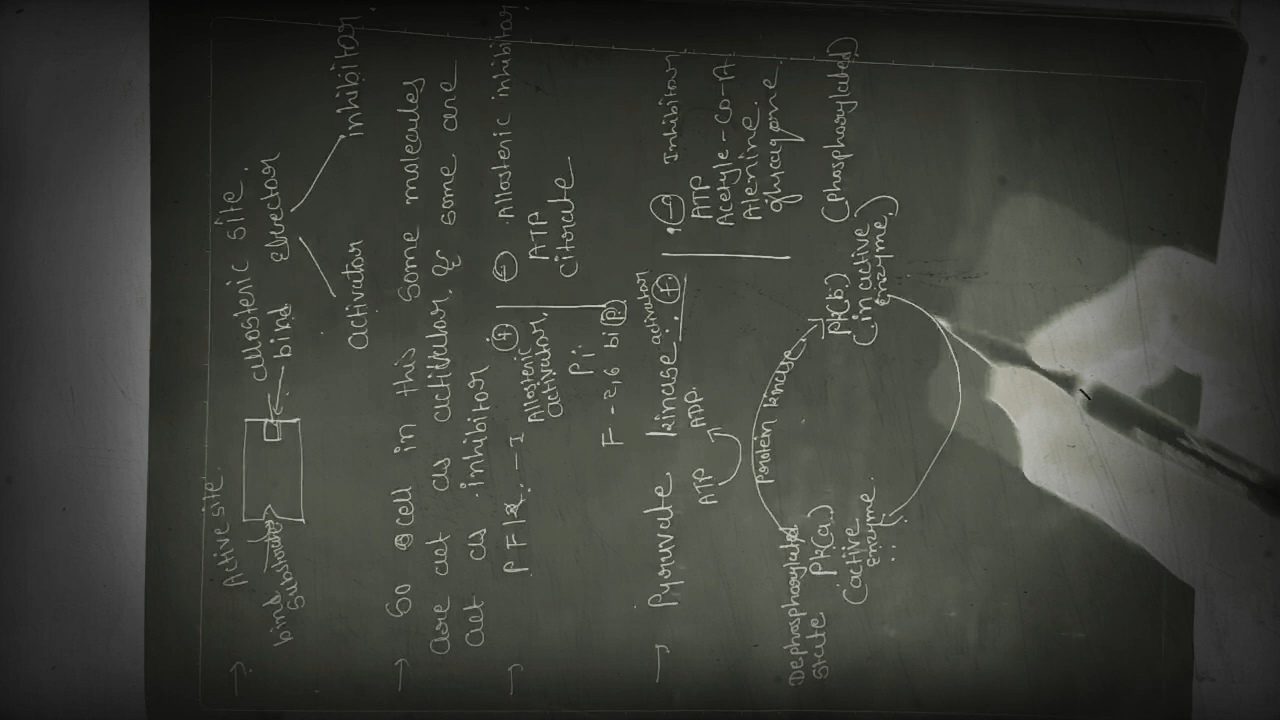 → Active site.
allosteric site.
bind
substrate
bind
activator
inhibitor.
→ So cell in this some molecules
are act as activator, & some are
act as inhibitor
→ PFK-I
(+)
Allosteric
activator.
Pi
F-2,6 bi(P)
(-) Allosteric inhibitor
ATP
Citrate
→ Pyruvate kinase:
activator
(+)
(-) Inhibitor
ATP
Acetyle-Co-A
Alenine.
glycagone.
ATP
ADP.
Protein kinase.
Dephosphorylated
state
PK(a)
(active
enzyme.
PK(b)
(inactive
enzyme.)
(phosphorylated)